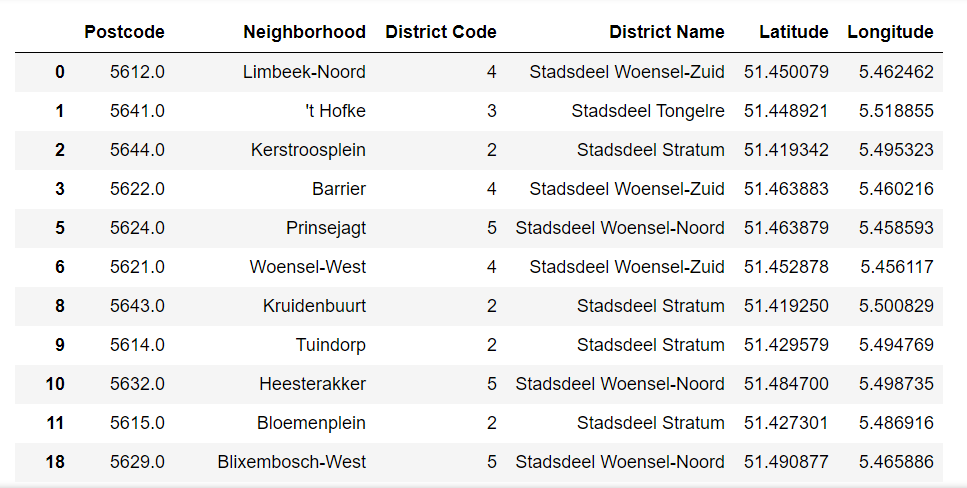 Postcode Neighborhood District Code District Name Latitude Longitude
0 5612.0 Limbeek-Noord 4 Stadsdeel Woensel-Zuid 51.450079 5.462462
1 5641.0 't Hofke 3 Stadsdeel Tongelre 51.448921 5.518855
2 5644.0 Kerstroosplein 2 Stadsdeel Stratum 51.419342 5.495323
3 5622.0 Barrier 4 Stadsdeel Woensel-Zuid 51.463883 5.460216
5 5624.0 Prinsejagt 5 Stadsdeel Woensel-Noord 51.463879 5.458593
6 5621.0 Woensel-West 4 Stadsdeel Woensel-Zuid 51.452878 5.456117
8 5643.0 Kruidenbuurt 2 Stadsdeel Stratum 51.419250 5.500829
9 5614.0 Tuindorp 2 Stadsdeel Stratum 51.429579 5.494769
10 5632.0 Heesterakker 5 Stadsdeel Woensel-Noord 51.484700 5.498735
11 5615.0 Bloemenplein 2 Stadsdeel Stratum 51.427301 5.486916
18 5629.0 Blixembosch-West 5 Stadsdeel Woensel-Noord 51.490877 5.465886